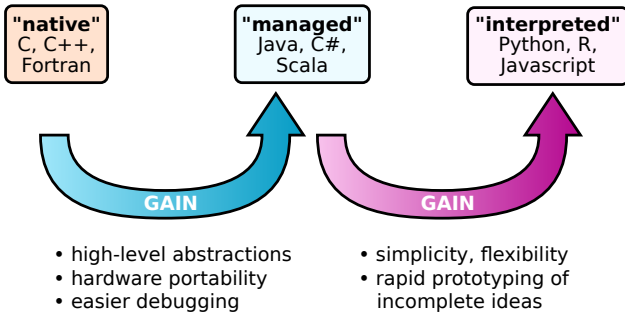 "native"
C, C++,
Fortran
"managed"
Java, C#,
Scala
"interpreted"
Python, R,
Javascript
GAIN
GAIN
• high-level abstractions
• hardware portability
• easier debugging
• simplicity, flexibility
• rapid prototyping of
incomplete ideas